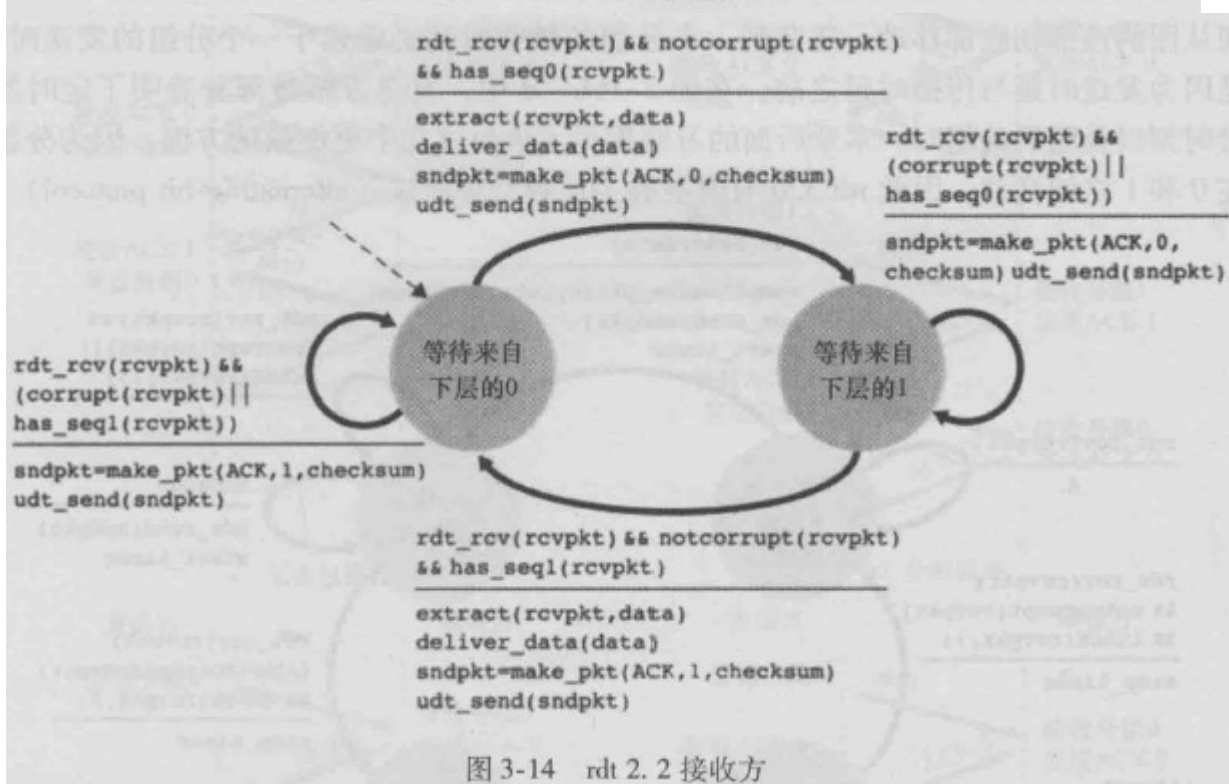 rdt_rcv(rcvpkt) && notcorrupt(rcvpkt)
&& has_seq0(rcvpkt)
extract(rcvpkt,data)
deliver_data(data)
sndpkt=make_pkt(ACK,0,checksum)
udt_send(sndpkt)
rdt_rcv(rcvpkt) &&
(corrupt(rcvpkt)||
has_seq0(rcvpkt))
sndpkt=make_pkt(ACK,0,
checksum) udt_send(sndpkt)
等待来自
下层的0
等待来自
下层的1
rdt_rcv(rcvpkt) &&
(corrupt(rcvpkt)||
has_seq1(rcvpkt))
sndpkt=make_pkt(ACK,1,checksum)
udt_send(sndpkt)
rdt_rcv(rcvpkt) && notcorrupt(rcvpkt)
&& has_seq1(rcvpkt)
extract(rcvpkt,data)
deliver_data(data)
sndpkt=make_pkt(ACK,1,checksum)
udt_send(sndpkt)
图 3-14 rdt 2. 2 接收方